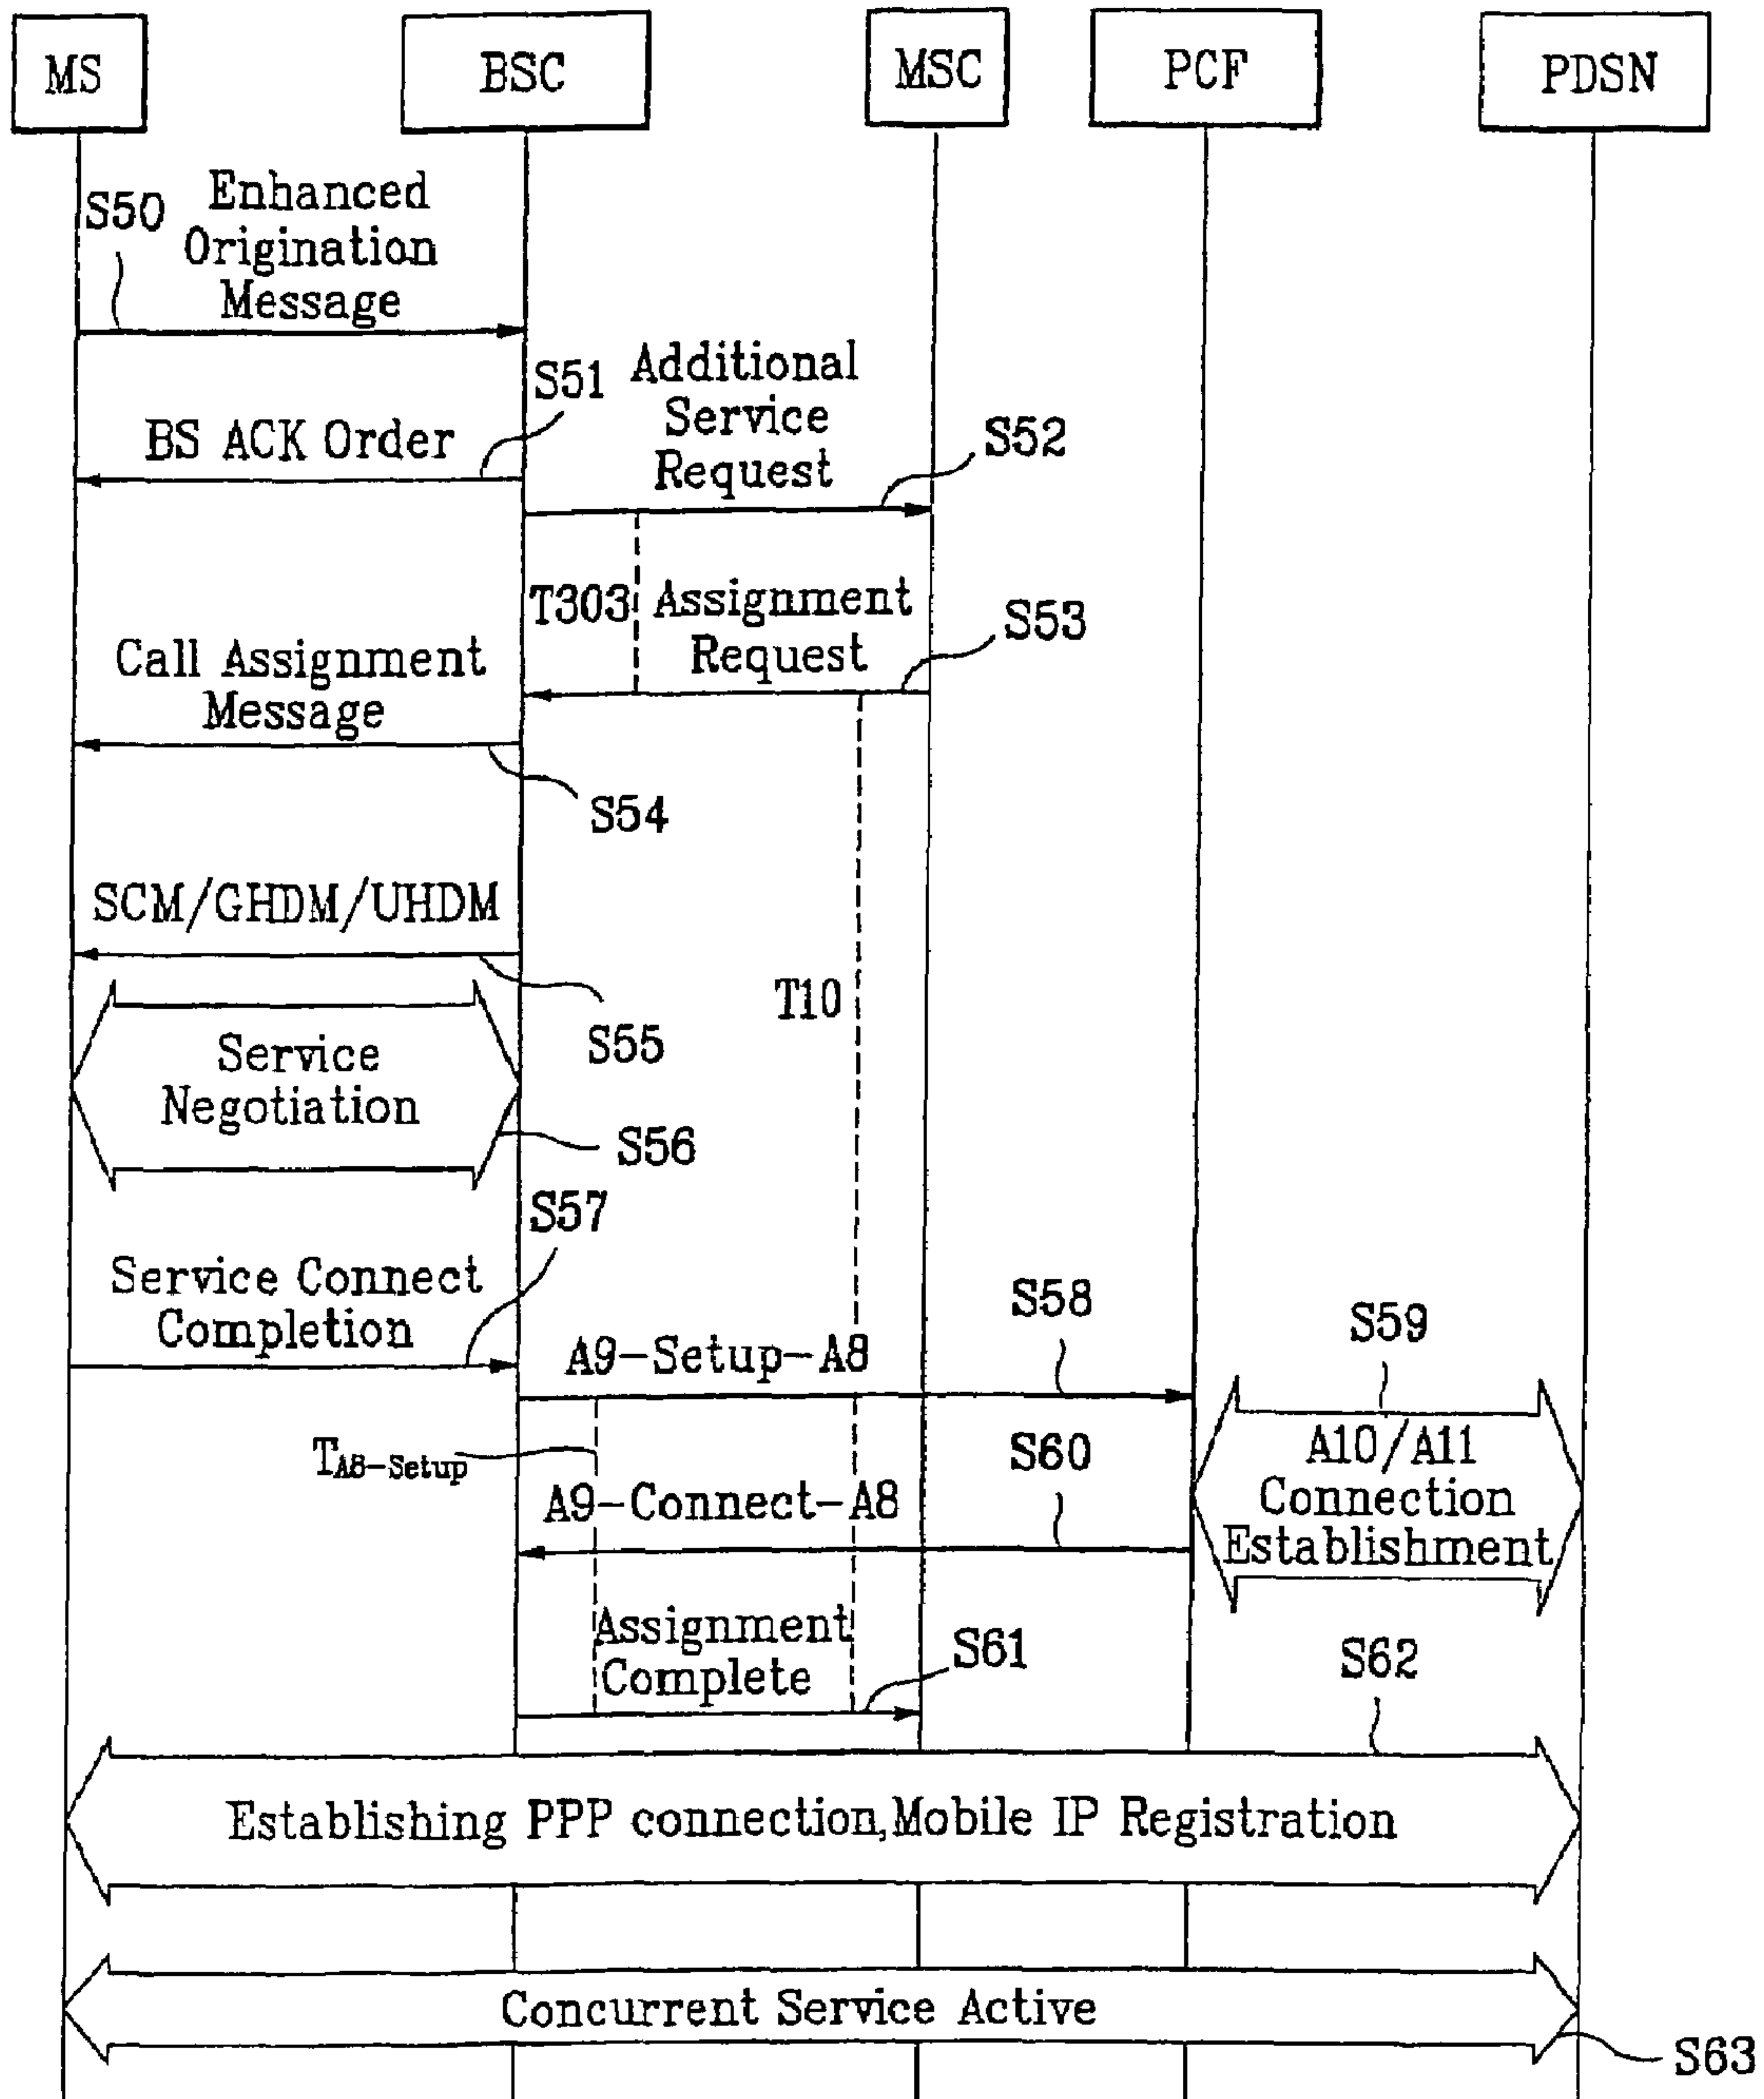 MS
BSC
MSC
PCF
PDSN
S50
Enhanced
Origination
Message
S51
BS ACK Order
Additional
Service
Request
S52
T303
Assignment
Request
S53
Call Assignment
Message
S54
SCM/GHDM/UHDM
S55
T10
Service
Negotiation
S56
S57
Service Connect
Completion
A9-Setup-A8
S58
S59
TA8-Setup
A10/A11
Connection
Establishment
A9-Connect-A8
S60
Assignment
Complete
S61
S62
Establishing PPP connection,Mobile IP Registration
Concurrent Service Active
S63